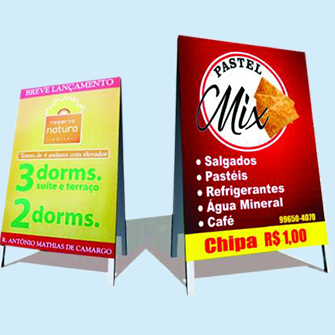 BREVE LANÇAMENTO
reserva
natura
Torres de 4 andares com elevador
3 dorms.
suíte e terraço
2 dorms.
R. ANTÔNIO MATHIAS DE CAMARGO
PASTEL
Mix
• Salgados
• Pastéis
• Refrigerantes
• Água Mineral
• Café
99650-4070
Chipa R$ 1,00